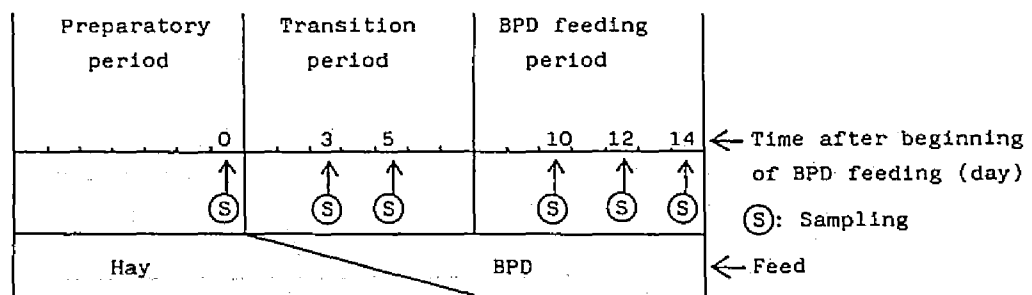 Preparatory period
Transition period
BPD feeding period
0 3 5 10 12 14
← Time after beginning of BPD feeding (day)
S S S S S S
Ⓢ: Sampling
Hay BPD
← Feed